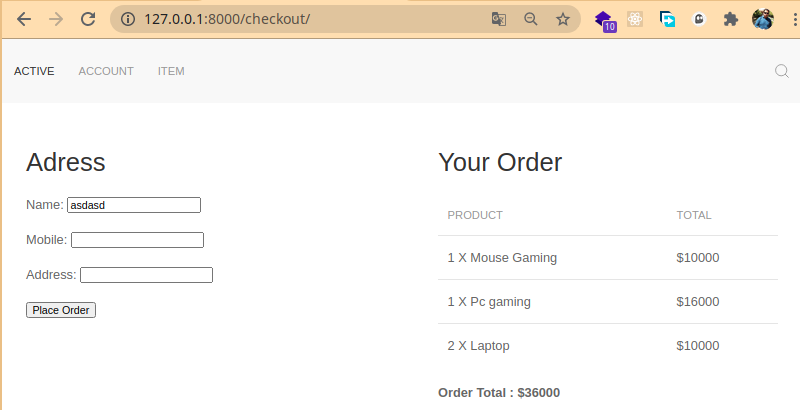 127.0.0.1:8000/checkout/
10
ACTIVE ACCOUNT ITEM
Adress
Name: asdasd
Mobile:
Address:
Place Order
Your Order
PRODUCT TOTAL
1 X Mouse Gaming $10000
1 X Pc gaming $16000
2 X Laptop $10000
Order Total : $36000